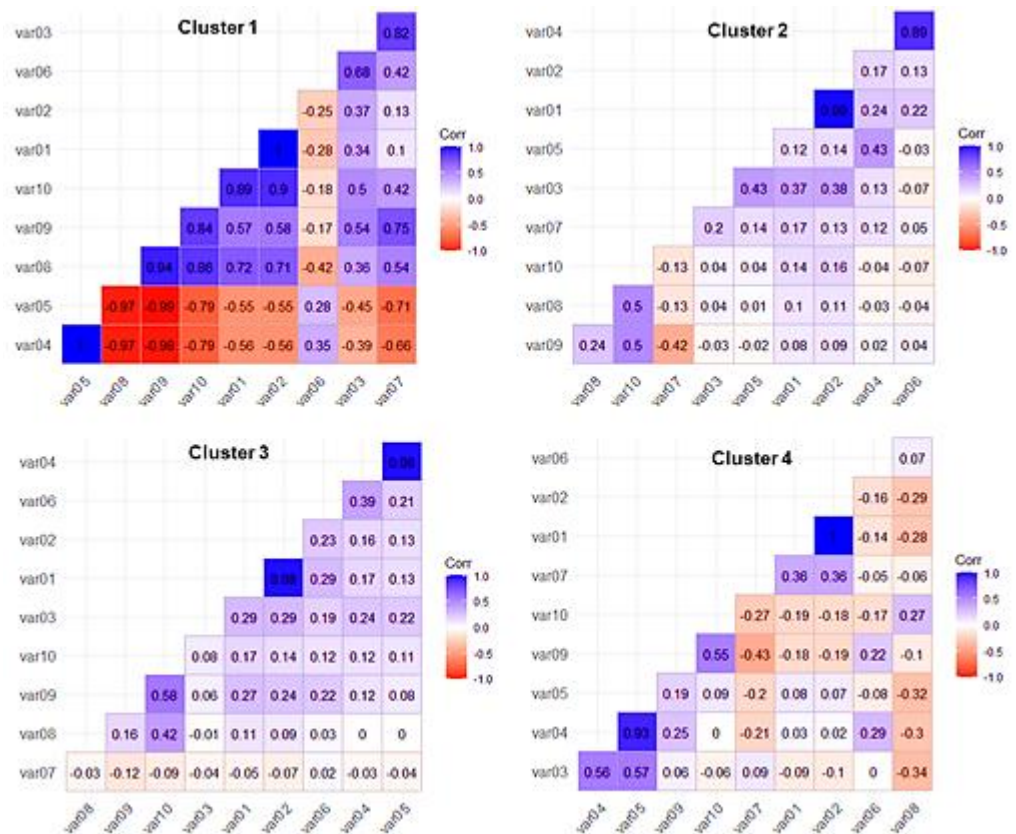 Cluster 1
var03 0.82
var06 0.68 0.42
var02 -0.25 0.37 0.13
var01 1 -0.28 0.34 0.1
var10 0.89 0.9 -0.18 0.5 0.42
var09 0.84 0.57 0.58 -0.17 0.54 0.75
var08 0.94 0.72 0.71 -0.42 0.36 0.54
var05 -0.97 -0.79 -0.55 -0.55 0.28 -0.45 -0.71
var04 -0.97 -0.98 -0.79 -0.56 -0.56 0.35 -0.39 -0.66
var05 var08 var09 var10 var01 var02 var06 var03 var07
Corr
1.0
0.5
0.0
-0.5
-1.0
Cluster 2
var04 0.89
var02 0.17 0.13
var01 0.24 0.22
var05 0.12 0.14 0.43 -0.03
var03 0.43 0.37 0.38 0.13 -0.07
var07 0.2 0.14 0.17 0.13 0.12 0.05
var10 -0.13 0.04 0.04 0.14 0.16 -0.04 -0.07
var08 0.5 -0.13 0.04 0.01 0.1 0.11 -0.03 -0.04
var09 0.24 0.5 -0.42 -0.03 -0.02 0.08 0.09 0.02 0.04
var08 var10 var07 var03 var05 var01 var02 var04 var06
Corr
1.0
0.5
0.0
-0.5
-1.0
Cluster 3
var04
var06 0.39 0.21
var02 0.23 0.16 0.13
var01 0.29 0.17 0.13
var03 0.29 0.29 0.19 0.24 0.22
var10 0.08 0.17 0.14 0.12 0.12 0.11
var09 0.58 0.06 0.27 0.24 0.22 0.12 0.08
var08 0.16 0.42 -0.01 0.11 0.09 0.03 0 0
var07 -0.03 -0.12 -0.09 -0.04 -0.05 -0.07 0.02 -0.03 -0.04
var08 var09 var10 var03 var01 var02 var06 var04 var05
Corr
1.0
0.5
0.0
-0.5
-1.0
Cluster 4
var06 0.07
var02 -0.16 -0.29
var01 1 -0.14 -0.28
var07 0.36 0.36 -0.05 -0.06
var10 -0.27 -0.19 -0.18 -0.17 0.27
var09 0.55 -0.43 -0.18 -0.19 0.22 -0.1
var05 0.19 0.09 -0.2 0.08 0.07 -0.08 -0.32
var04 0.93 0.25 0 -0.21 0.03 0.02 0.29 -0.3
var03 0.56 0.57 0.06 -0.06 0.09 -0.09 -0.1 0 -0.34
var04 var05 var09 var10 var07 var01 var02 var06 var08
Corr
1.0
0.5
0.0
-0.5
-1.0